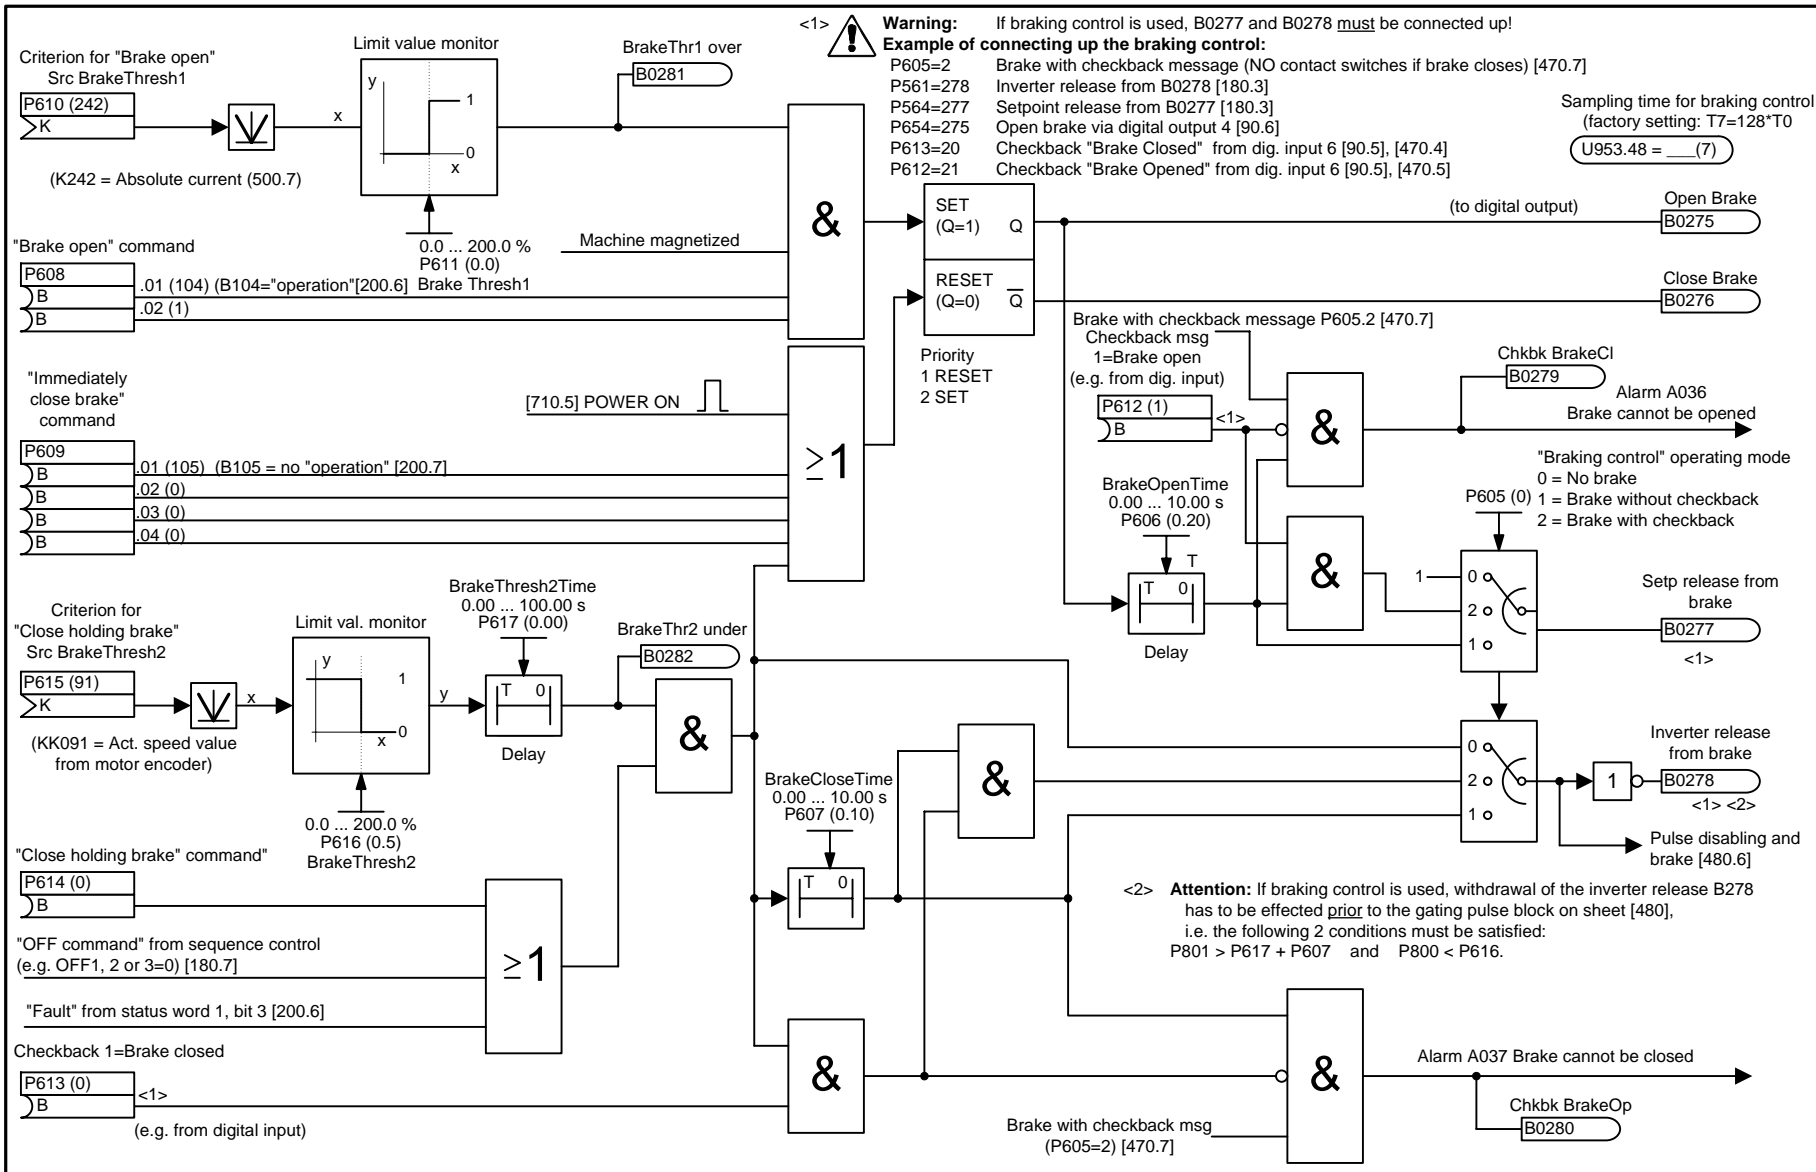 <1> Warning: If braking control is used, B0277 and B0278 must be connected up!
Example of connecting up the braking control:
P605=2 Brake with checkback message (NO contact switches if brake closes) [470.7]
P561=278 Inverter release from B0278 [180.3]
P564=277 Setpoint release from B0277 [180.3]
P654=275 Open brake via digital output 4 [90.6]
P613=20 Checkback "Brake Closed" from dig. input 6 [90.5], [470.4]
P612=21 Checkback "Brake Opened" from dig. input 6 [90.5], [470.5]
Sampling time for braking control
(factory setting: T7=128*T0
U953.48 = ___(7)
Criterion for "Brake open"
Src BrakeThresh1
P610 (242)
K
(K242 = Absolute current (500.7)
x
Limit value monitor
y
1
0
x
0.0 ... 200.0 %
P611 (0.0)
Brake Thresh1
BrakeThr1 over
B0281
&
Machine magnetized
"Brake open" command
P608
B
.01 (104) (B104="operation"[200.6]
B
.02 (1)
SET
(Q=1) Q
RESET
(Q=0) Q
Priority
1 RESET
2 SET
(to digital output)
Open Brake
B0275
Close Brake
B0276
"Immediately
close brake"
command
[710.5] POWER ON
P609
B
.01 (105) (B105 = no "operation" [200.7]
B
.02 (0)
B
.03 (0)
B
.04 (0)
≥1
Brake with checkback message P605.2 [470.7]
Checkback msg
1=Brake open
(e.g. from dig. input)
P612 (1)
B
<1>
&
Chkbk BrakeCl
B0279
Alarm A036
Brake cannot be opened
BrakeOpenTime
0.00 ... 10.00 s
P606 (0.20)
T
T 0
Delay
&
"Braking control" operating mode
0 = No brake
1 = Brake without checkback
2 = Brake with checkback
P605 (0)
1
0
2
1
Setp release from
brake
B0277
<1>
Criterion for
"Close holding brake"
Src BrakeThresh2
P615 (91)
K
(KK091 = Act. speed value
from motor encoder)
x
Limit val. monitor
y
1
0
x
0.0 ... 200.0 %
P616 (0.5)
BrakeThresh2
y
BrakeThresh2Time
0.00 ... 100.00 s
P617 (0.00)
T 0
Delay
BrakeThr2 under
B0282
&
BrakeCloseTime
0.00 ... 10.00 s
P607 (0.10)
T 0
&
0
2
1
1
Inverter release
from brake
B0278
<1> <2>
Pulse disabling and
brake [480.6]
"Close holding brake" command"
P614 (0)
B
"OFF command" from sequence control
(e.g. OFF1, 2 or 3=0) [180.7]
"Fault" from status word 1, bit 3 [200.6]
≥1
<2> Attention: If braking control is used, withdrawal of the inverter release B278
has to be effected prior to the gating pulse block on sheet [480],
i.e. the following 2 conditions must be satisfied:
P801 > P617 + P607 and P800 < P616.
Checkback 1=Brake closed
P613 (0)
B
<1>
(e.g. from digital input)
&
Brake with checkback msg
(P605=2) [470.7]
&
Alarm A037 Brake cannot be closed
Chkbk BrakeOp
B0280